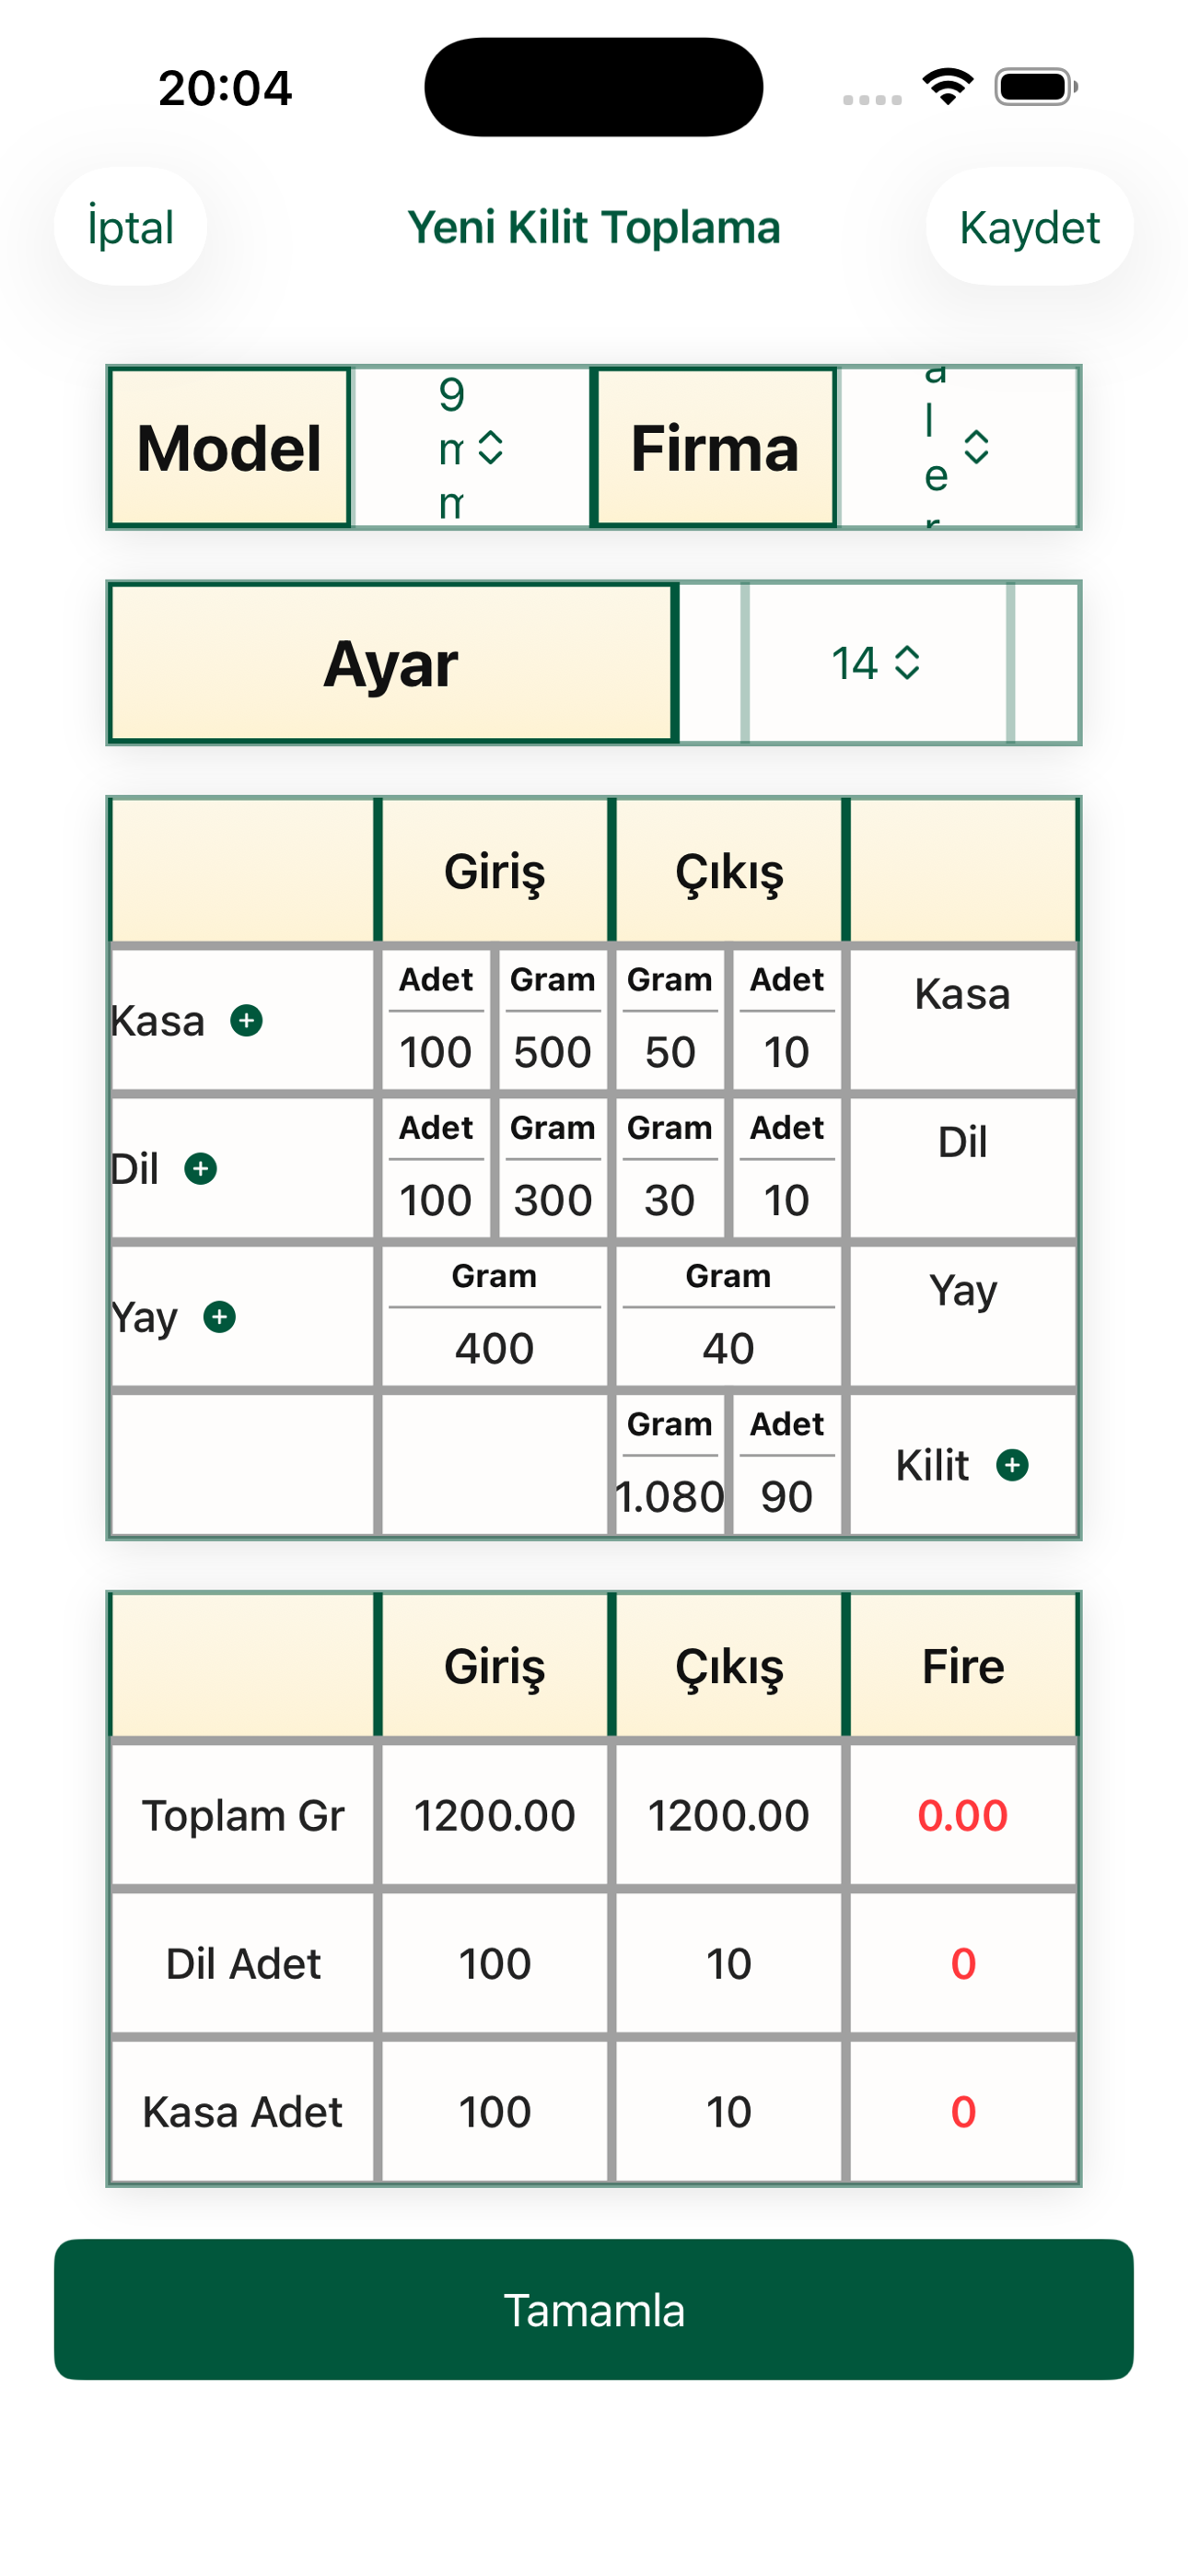 20:04
İptal
Yeni Kilit Toplama
Kaydet
Model
9
m
m
Firma
a
l
e
r
Ayar
14
Giriş
Çıkış
Kasa
Adet
Gram
Gram
Adet
Kasa
100
500
50
10
Dil
Adet
Gram
Gram
Adet
Dil
100
300
30
10
Yay
Gram
Gram
Yay
400
40
Gram
Adet
Kilit
1.080
90
Giriş
Çıkış
Fire
Toplam Gr
1200.00
1200.00
0.00
Dil Adet
100
10
0
Kasa Adet
100
10
0
Tamamla